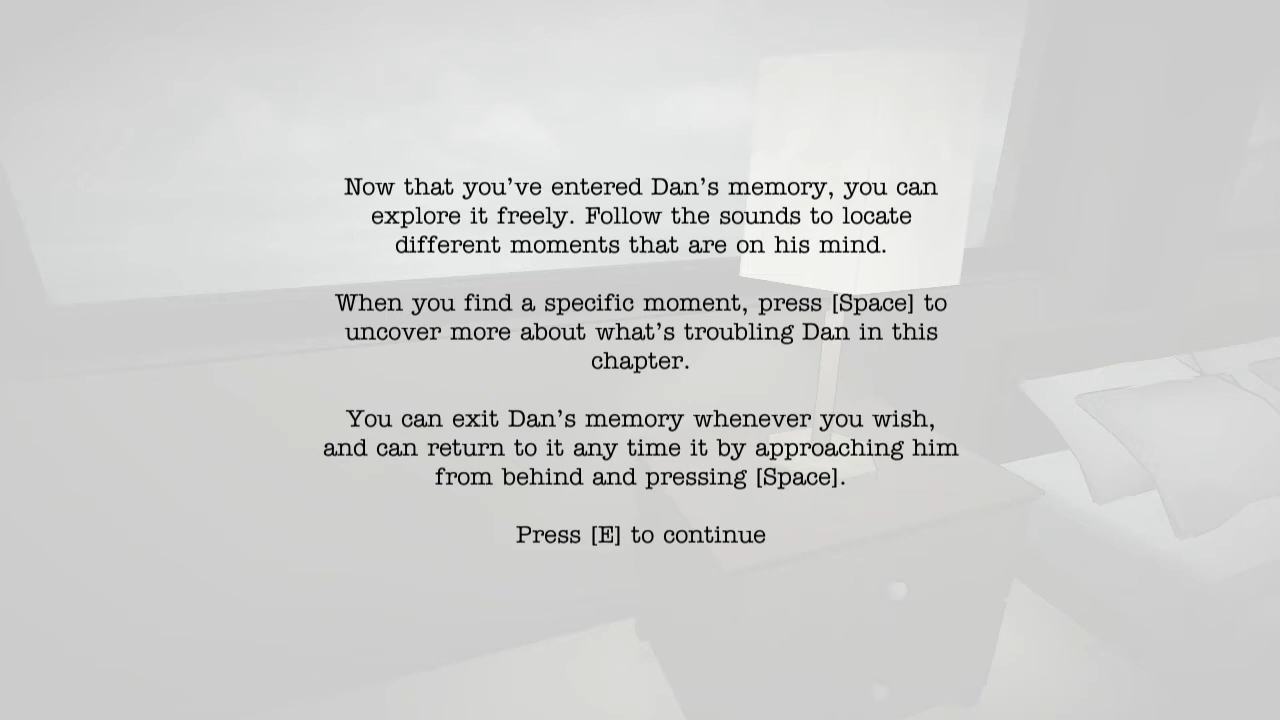 Now that you've entered Dan's memory, you can
explore it freely. Follow the sounds to locate
different moments that are on his mind.
When you find a specific moment, press [Space] to
uncover more about what's troubling Dan in this
chapter.
You can exit Dan's memory whenever you wish,
and can return to it any time it by approaching him
from behind and pressing [Space].
Press [E] to continue